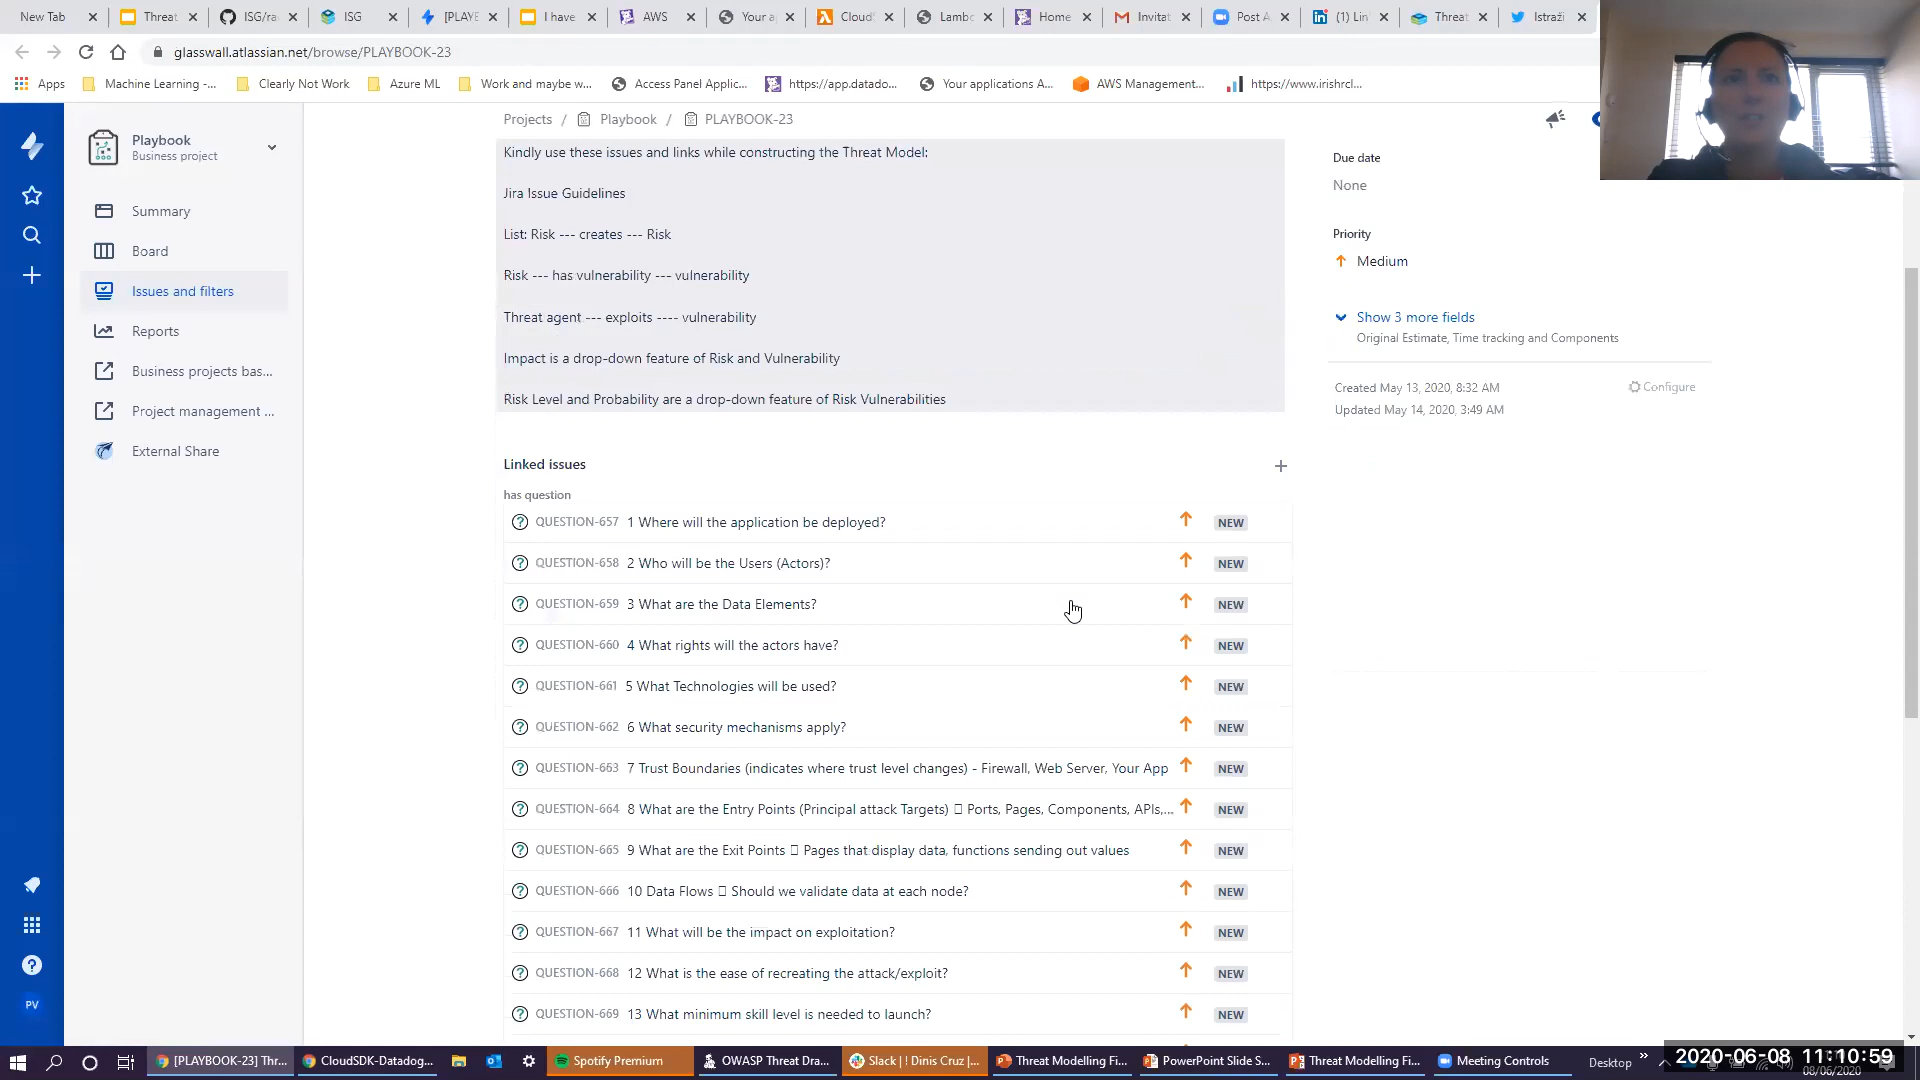 New Tab
Threat
ISG/ra
ISG
[PLAYE
I have
AWS
Your a
Cloud
Lambc
Home
Invitat
Post A
(1) Lin
Threat
Istraži
glasswall.atlassian.net/browse/PLAYBOOK-23
Apps
Machine Learning -...
Clearly Not Work
Azure ML
Work and maybe w...
Access Panel Applic...
https://app.datado...
Your applications A...
AWS Management...
https://www.irishrcl...
Playbook
Business project
Summary
Board
Issues and filters
Reports
Business projects bas...
Project management ...
External Share
PV
Projects / Playbook / PLAYBOOK-23
Kindly use these issues and links while constructing the Threat Model:
Jira Issue Guidelines
List: Risk --- creates --- Risk
Risk --- has vulnerability --- vulnerability
Threat agent --- exploits ---- vulnerability
Impact is a drop-down feature of Risk and Vulnerability
Risk Level and Probability are a drop-down feature of Risk Vulnerabilities
Linked issues
has question
QUESTION-657 1 Where will the application be deployed? NEW
QUESTION-658 2 Who will be the Users (Actors)? NEW
QUESTION-659 3 What are the Data Elements? NEW
QUESTION-660 4 What rights will the actors have? NEW
QUESTION-661 5 What Technologies will be used? NEW
QUESTION-662 6 What security mechanisms apply? NEW
QUESTION-663 7 Trust Boundaries (indicates where trust level changes) - Firewall, Web Server, Your App NEW
QUESTION-664 8 What are the Entry Points (Principal attack Targets) Ports, Pages, Components, APIs,... NEW
QUESTION-665 9 What are the Exit Points Pages that display data, functions sending out values NEW
QUESTION-666 10 Data Flows Should we validate data at each node? NEW
QUESTION-667 11 What will be the impact on exploitation? NEW
QUESTION-668 12 What is the ease of recreating the attack/exploit? NEW
QUESTION-669 13 What minimum skill level is needed to launch? NEW
Due date
None
Priority
Medium
Show 3 more fields
Original Estimate, Time tracking and Components
Created May 13, 2020, 8:32 AM
Configure
Updated May 14, 2020, 3:49 AM
[PLAYBOOK-23] Thr...
CloudSDK-Datadog...
Spotify Premium
OWASP Threat Dra...
Slack | ! Dinis Cruz |...
Threat Modelling Fi...
PowerPoint Slide S...
Threat Modelling Fi...
Meeting Controls
Desktop
2020-06-08 11:10:59
08/06/2020